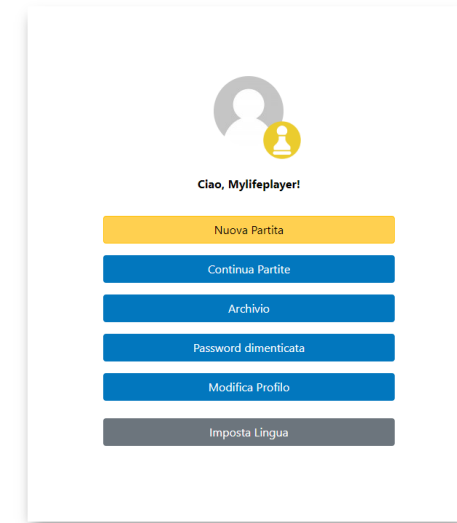 Ciao, Mylifeplayer!
Nuova Partita
Continua Partite
Archivio
Password dimenticata
Modifica Profilo
Imposta Lingua